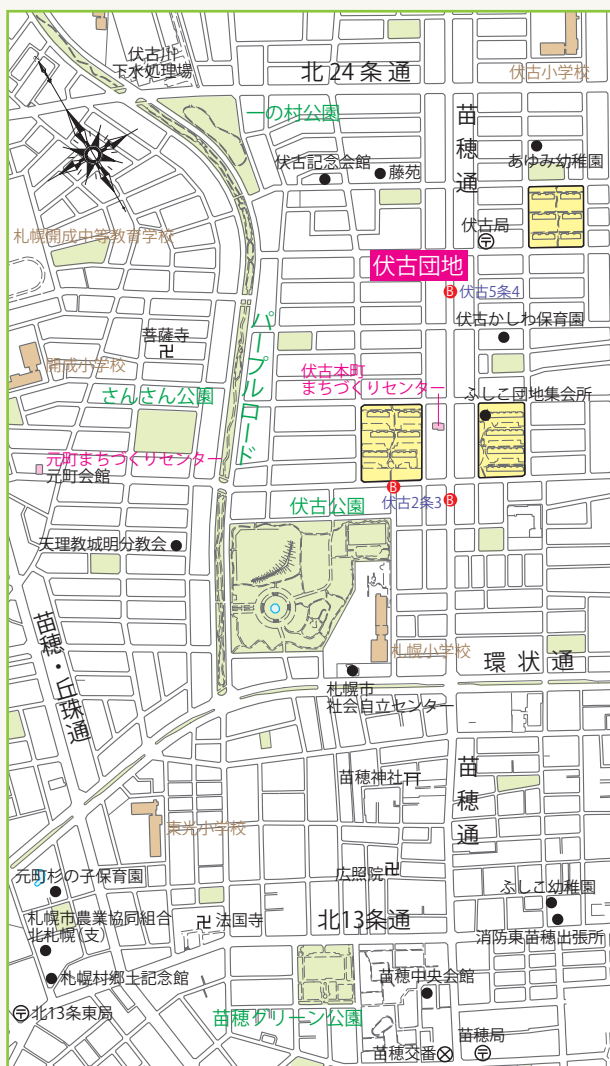 伏古川
下水処理場
北24条通
伏古小学校
一の村公園
苗穂通
あゆみ幼稚園
伏古記念会館
藤苑
伏古局
札幌開成中等教育学校
伏古団地
B 伏古5条4
伏古かしわ保育園
パープルロード
菩薩寺
開成小学校
伏古本町
まちづくりセンター
さんさん公園
ふしこ団地集会所
元町まちづくりセンター
元町会館
B
伏古公園
伏古2条3 B
天理教城明分教会
苗穂・丘珠通
札幌小学校
環状通
札幌市
社会自立センター
苗穂神社
苗穂通
東光小学校
元町杉の子保育園
広照院
ふしこ幼稚園
札幌市農業協同組合
北札幌(支)
法国寺
北13条通
消防東苗穂出張所
札幌村郷土記念館
苗穂中央会館
北13条東局
苗穂グリーン公園
苗穂交番
苗穂局